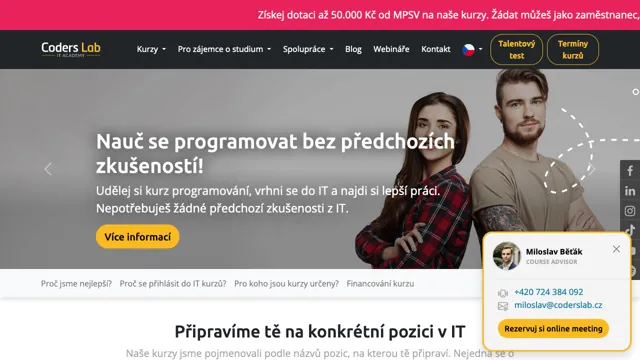 Získej dotaci až 50.000 Kč od MPSV na naše kurzy. Žádat můžeš jako zaměstnanec,
Coders Lab
IT ACADEMY
Kurzy
Pro zájemce o studium
Spolupráce
Blog
Webináře
Kontakt
Talentový
test
Termíny
kurzů
Nauč se programovat bez předchozích
zkušeností!
Udělej si kurz programování, vrhni se do IT a najdi si lepší práci.
Nepotřebuješ žádné předchozí zkušenosti z IT.
Více informací
Proč jsme nejlepší?
Proč se přihlásit do IT kurzů?
Pro koho jsou kurzy určeny?
Financování kurzu
Miloslav Běťák
COURSE ADVISOR
+420 724 384 092
miloslav@coderslab.cz
Rezervuj si online meeting
Připravíme tě na konkrétní pozici v IT
Naše kurzy jsme pojmenovali podle názvů pozic, na kterou tě připraví. Nejedná se o